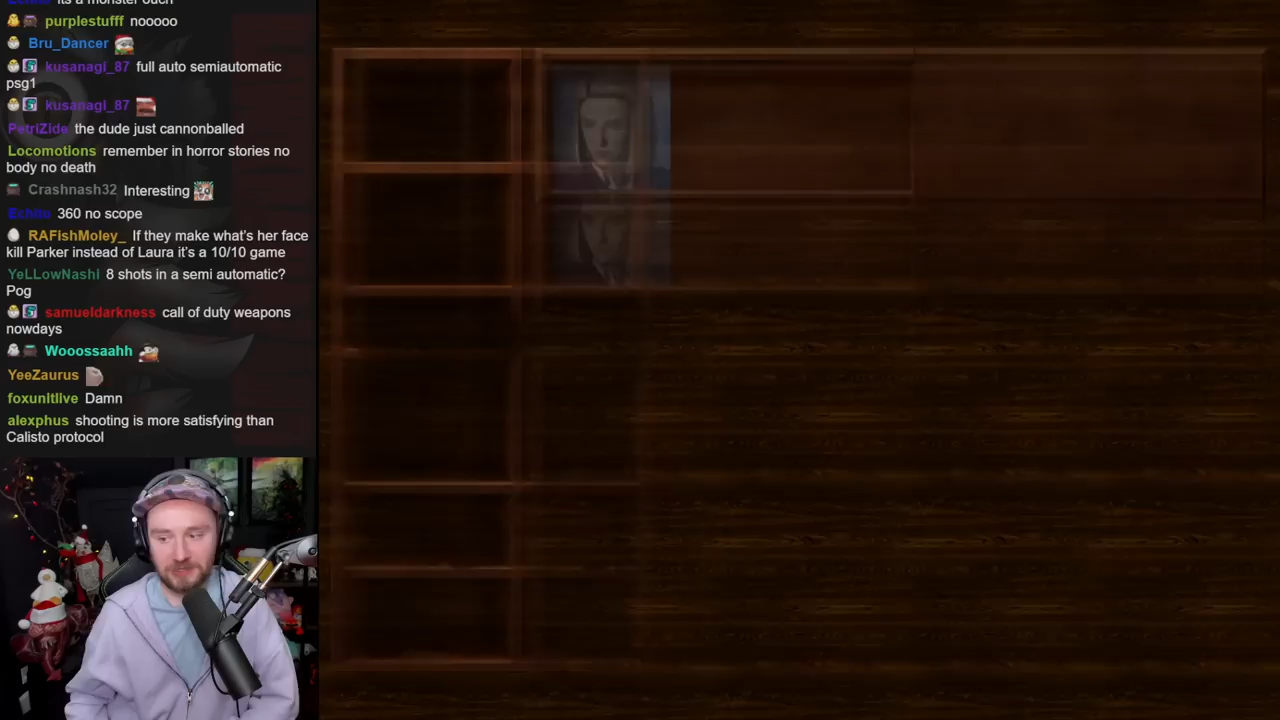 purplestufff nooooo
Bru_Dancer
kusanagi_87 full auto semiautomatic
psg1
kusanagi_87
PetriZide the dude just cannonballed
Locomotions remember in horror stories no
body no death
Crashnash32 Interesting
Echiiu 360 no scope
RAFishMoley_ If they make what's her face
kill Parker instead of Laura it's a 10/10 game
YeLLowNashI 8 shots in a semi automatic?
Pog
samueldarkness call of duty weapons
nowdays
Wooossaahh
YeeZaurus
foxunitlive Damn
alexphus shooting is more satisfying than
Calisto protocol